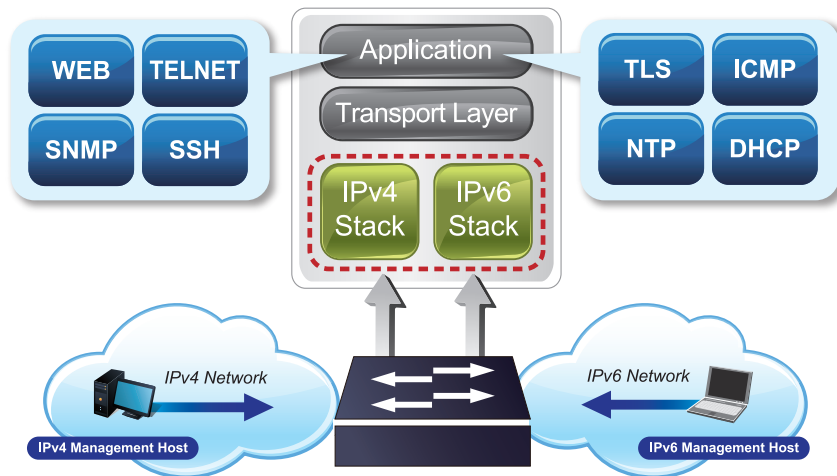 Application
Transport Layer
WEB
TELNET
SNMP
SSH
TLS
ICMP
NTP
DHCP
IPv4
Stack
IPv6
Stack
IPv4 Network
IPv4 Management Host
IPv6 Network
IPv6 Management Host